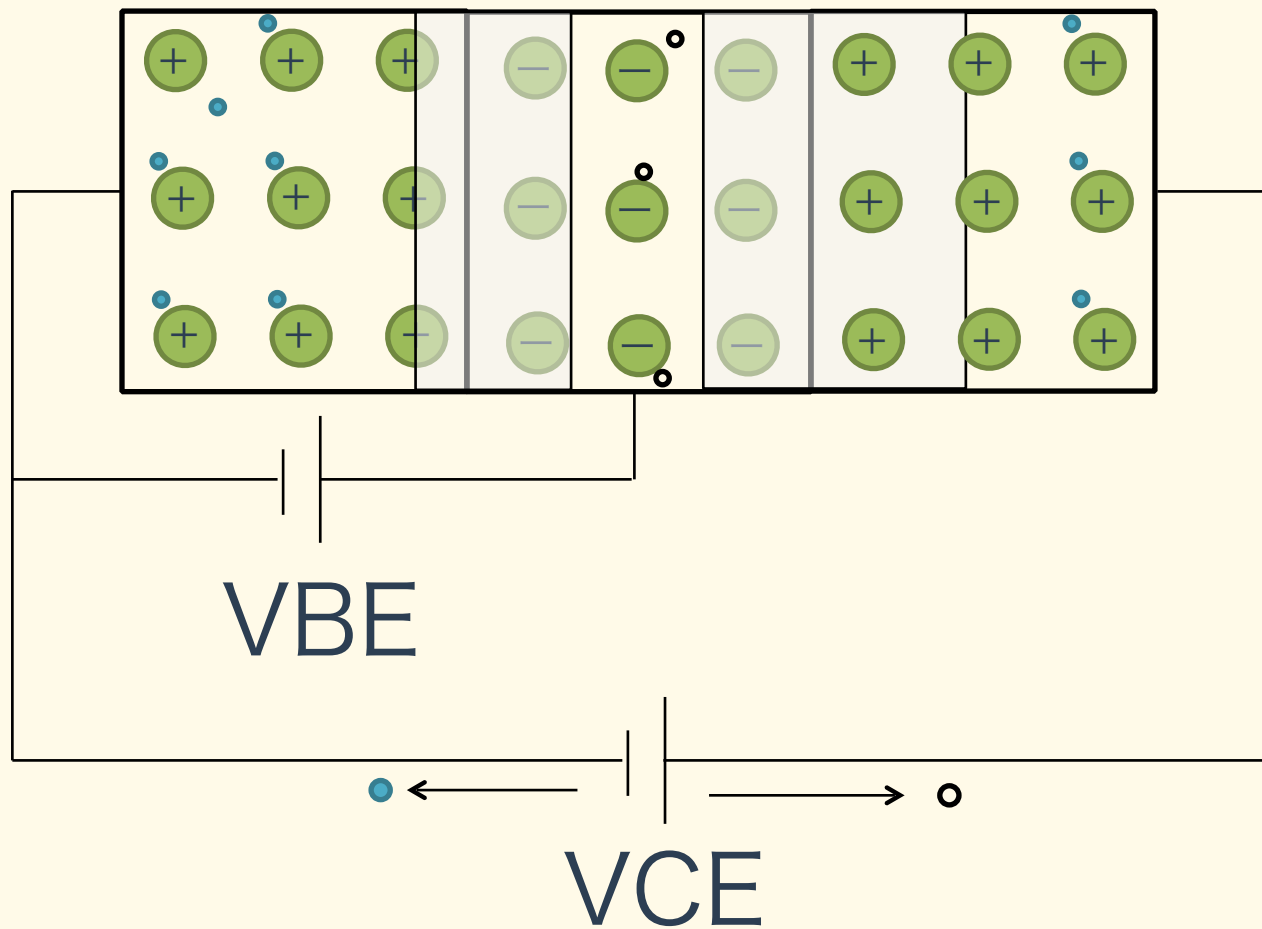 + + + − − − + + +
+ + + − − − + + +
+ + + − − − + + +
VBE
VCE